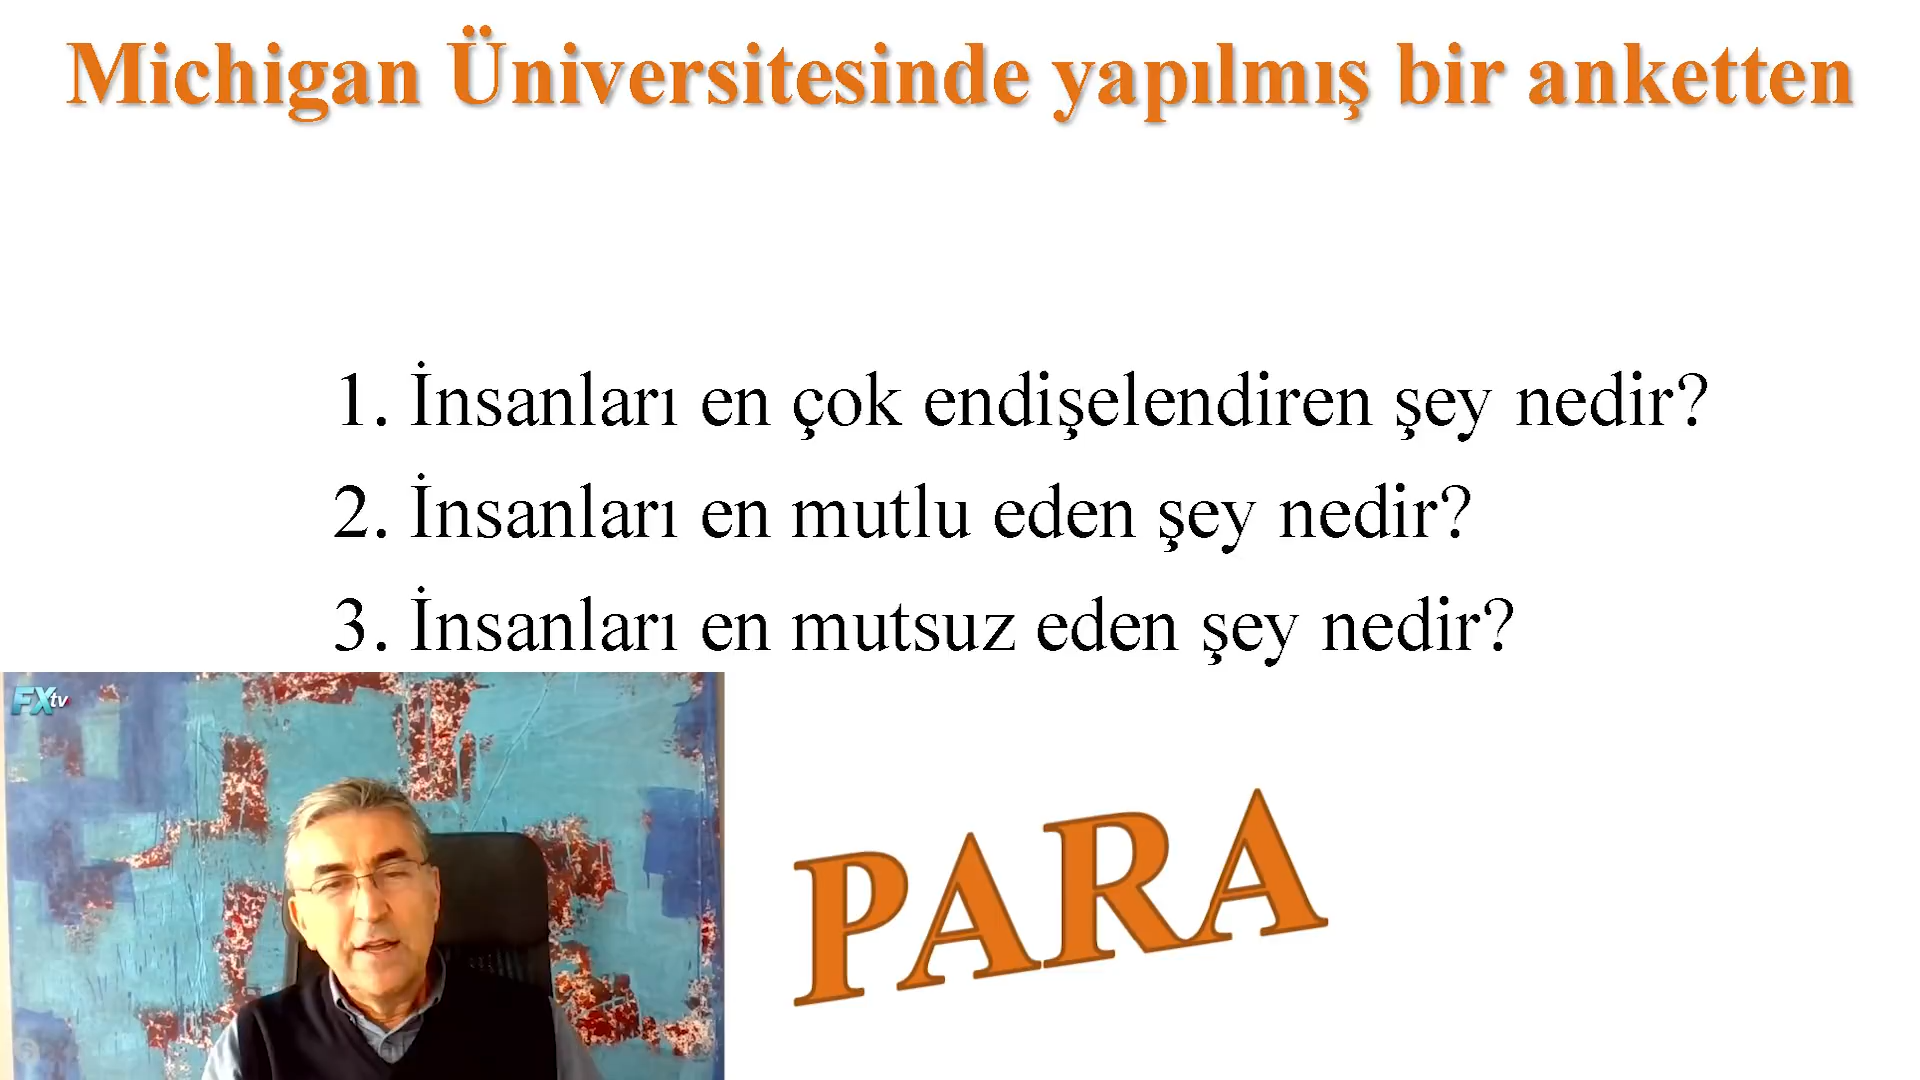 Michigan Üniversitesinde yapılmış bir anketten
1. İnsanları en çok endişelendiren şey nedir?
2. İnsanları en mutlu eden şey nedir?
3. İnsanları en mutsuz eden şey nedir?
FXtv
PARA